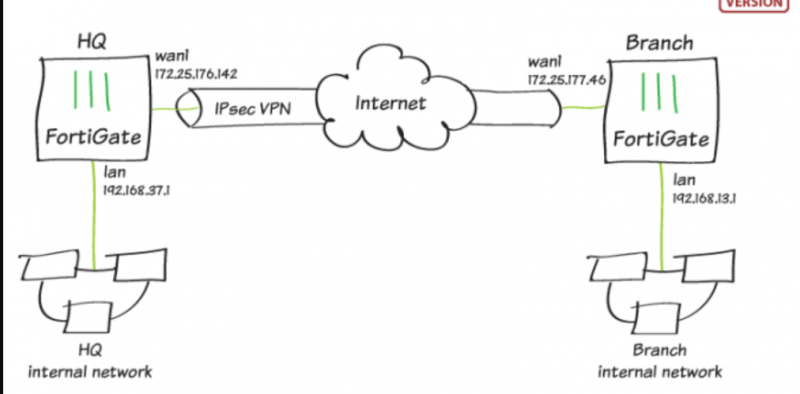 VERSION
HQ
wan1
172.25.176.142
IPsec VPN
Internet
wan1
172.25.177.46
Branch
FortiGate
FortiGate
lan
192.168.37.1
lan
192.168.13.1
HQ
internal network
Branch
internal network